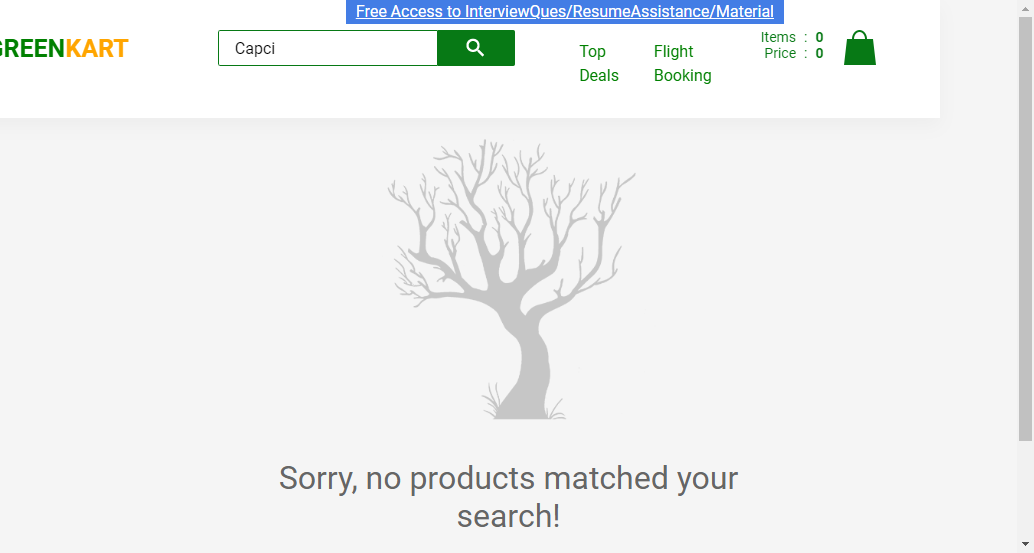 Free Access to InterviewQues/ResumeAssistance/Material
GREENKART
Capci
Top Deals
Flight Booking
Items : 0
Price : 0
Sorry, no products matched your
search!